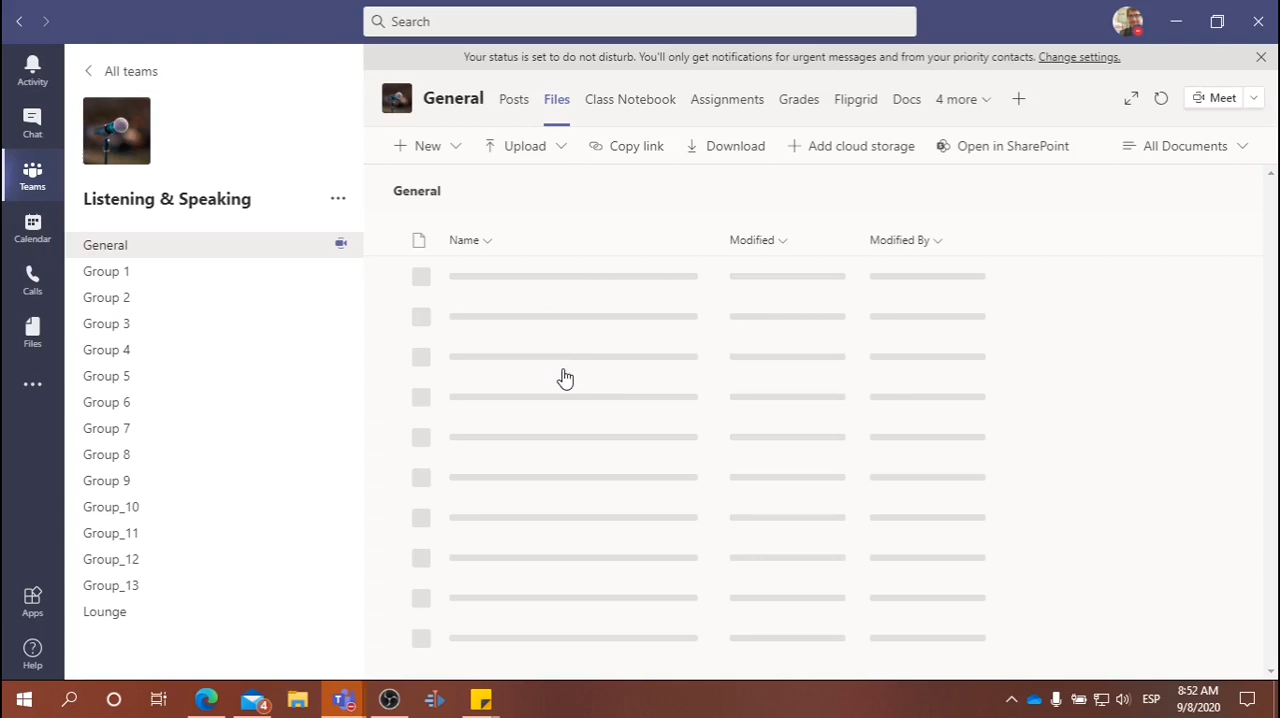 Search
Your status is set to do not disturb. You'll only get notifications for urgent messages and from your priority contacts. Change settings.
Activity
Chat
Teams
Calendar
Calls
Files
Apps
Help
All teams
Listening & Speaking
General
Group 1
Group 2
Group 3
Group 4
Group 5
Group 6
Group 7
Group 8
Group 9
Group_10
Group_11
Group_12
Group_13
Lounge
General Posts Files Class Notebook Assignments Grades Flipgrid Docs 4 more Meet
New Upload Copy link Download Add cloud storage Open in SharePoint All Documents
General
Name Modified Modified By
4
ESP
8:52 AM
9/8/2020